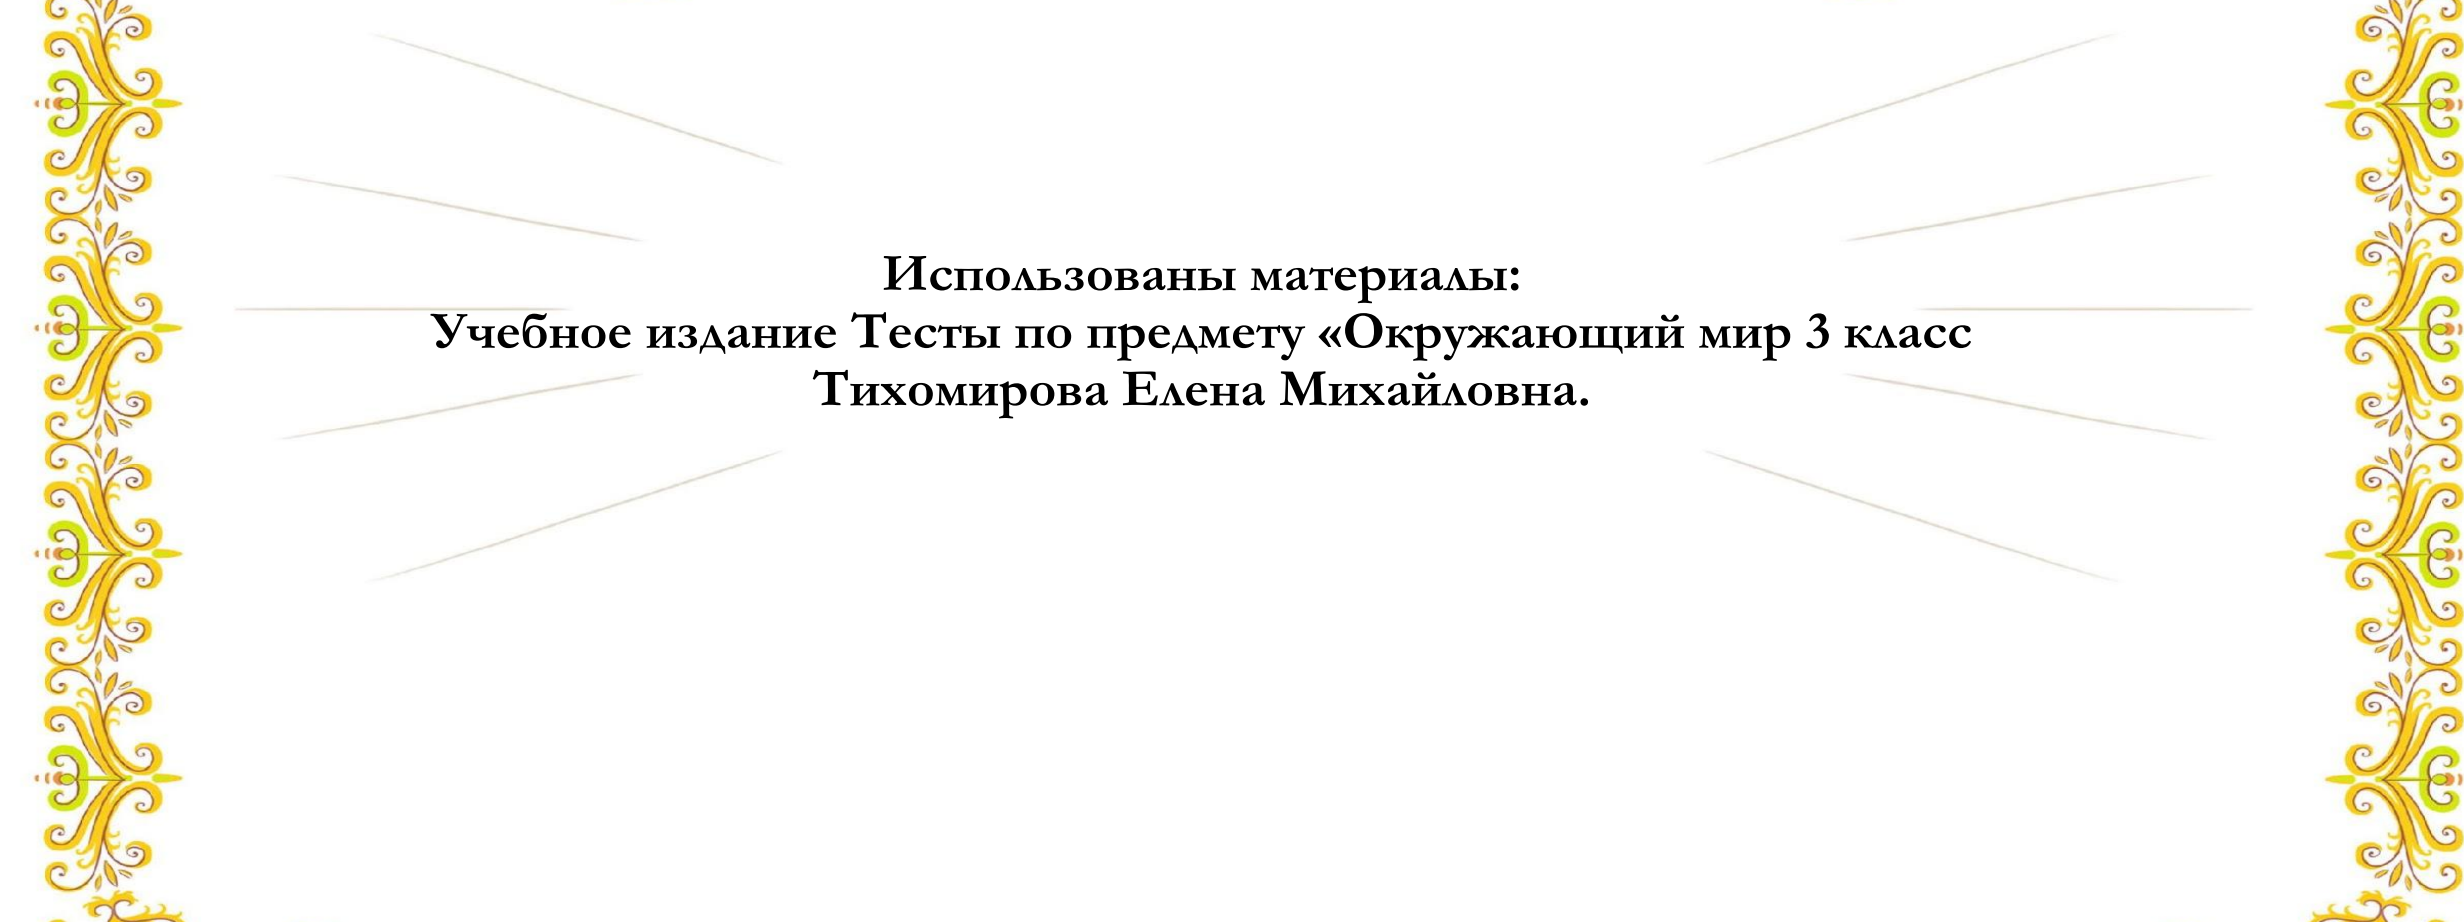 Использованы материалы:
Учебное издание Тесты по предмету «Окружающий мир 3 класс
Тихомирова Елена Михайловна.